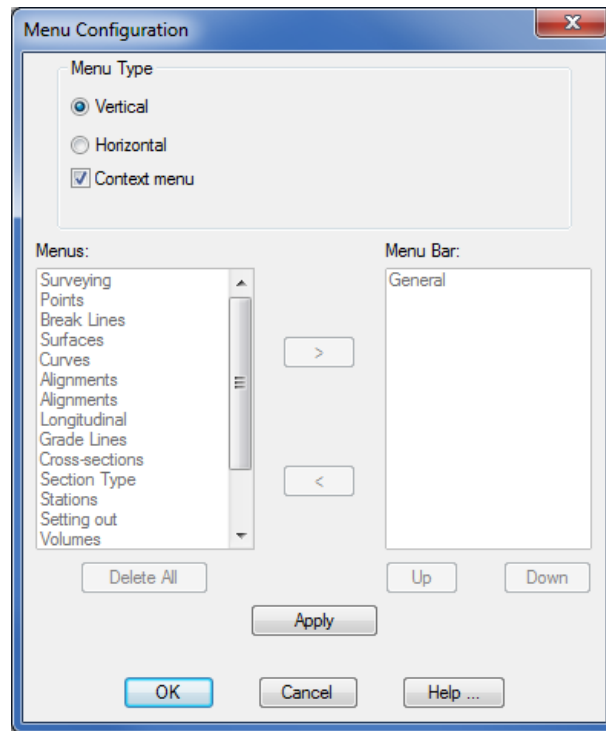 Menu Configuration
Menu Type
Vertical
Horizontal
Context menu
Menus:
Surveying
Points
Break Lines
Surfaces
Curves
Alignments
Alignments
Longitudinal
Grade Lines
Cross-sections
Section Type
Stations
Setting out
Volumes
>
<
Menu Bar:
General
Delete All
Up
Down
Apply
OK
Cancel
Help ...